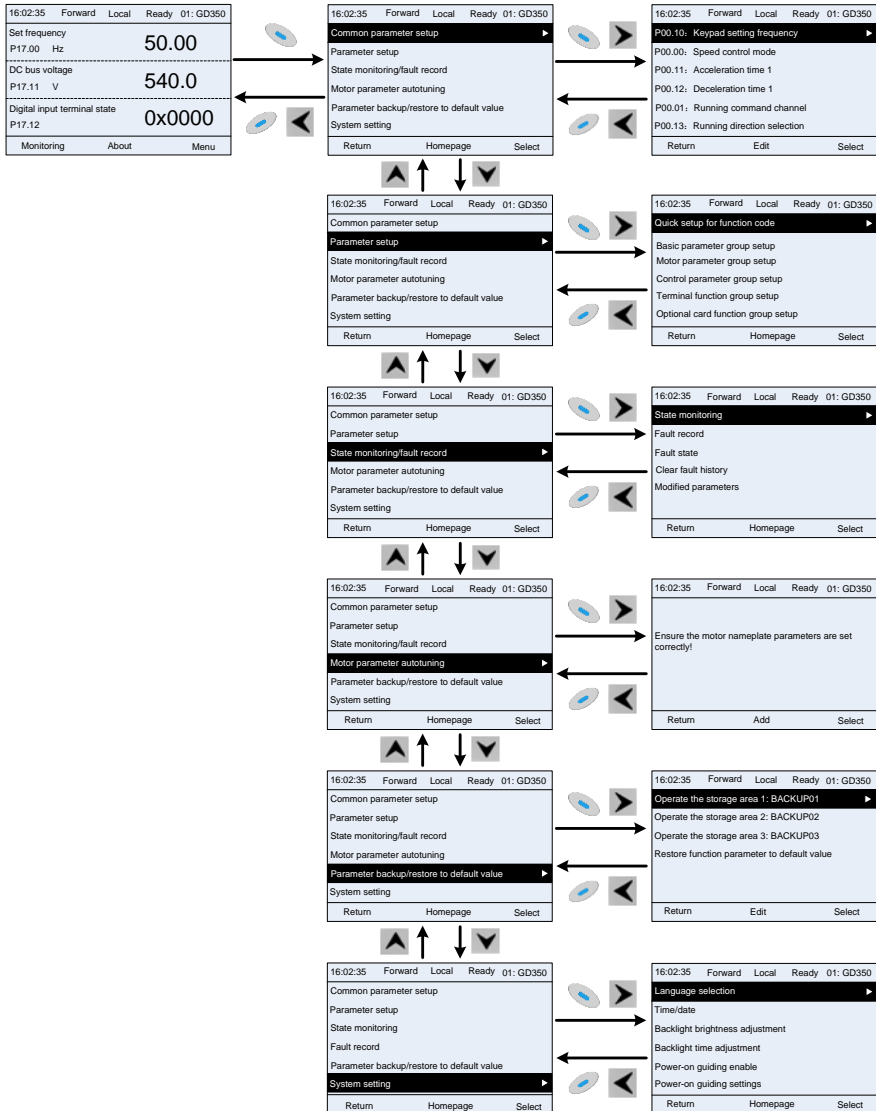 16:02:35 Forward Local Ready 01: GD350
Set frequency
P17.00 Hz 50.00
DC bus voltage
P17.11 V 540.0
Digital input terminal state
P17.12 0x0000
Monitoring About Menu
16:02:35 Forward Local Ready 01: GD350
Common parameter setup
Parameter setup
State monitoring/fault record
Motor parameter autotuning
Parameter backup/restore to default value
System setting
Return Homepage Select
16:02:35 Forward Local Ready 01: GD350
P00.10: Keypad setting frequency
P00.00: Speed control mode
P00.11: Acceleration time 1
P00.12: Deceleration time 1
P00.01: Running command channel
P00.13: Running direction selection
Return Edit Select
16:02:35 Forward Local Ready 01: GD350
Common parameter setup
Parameter setup
State monitoring/fault record
Motor parameter autotuning
Parameter backup/restore to default value
System setting
Return Homepage Select
16:02:35 Forward Local Ready 01: GD350
Quick setup for function code
Basic parameter group setup
Motor parameter group setup
Control parameter group setup
Terminal function group setup
Optional card function group setup
Return Homepage Select
16:02:35 Forward Local Ready 01: GD350
Common parameter setup
Parameter setup
State monitoring/fault record
Motor parameter autotuning
Parameter backup/restore to default value
System setting
Return Homepage Select
16:02:35 Forward Local Ready 01: GD350
State monitoring
Fault record
Fault state
Clear fault history
Modified parameters
Return Homepage Select
16:02:35 Forward Local Ready 01: GD350
Common parameter setup
Parameter setup
State monitoring/fault record
Motor parameter autotuning
Parameter backup/restore to default value
System setting
Return Homepage Select
16:02:35 Forward Local Ready 01: GD350
Ensure the motor nameplate parameters are set
correctly!
Return Add Select
16:02:35 Forward Local Ready 01: GD350
Common parameter setup
Parameter setup
State monitoring/fault record
Motor parameter autotuning
Parameter backup/restore to default value
System setting
Return Homepage Select
16:02:35 Forward Local Ready 01: GD350
Operate the storage area 1: BACKUP01
Operate the storage area 2: BACKUP02
Operate the storage area 3: BACKUP03
Restore function parameter to default value
Return Edit Select
16:02:35 Forward Local Ready 01: GD350
Common parameter setup
Parameter setup
State monitoring
Fault record
Parameter backup/restore to default value
System setting
Return Homepage Select
16:02:35 Forward Local Ready 01: GD350
Language selection
Time/date
Backlight brightness adjustment
Backlight time adjustment
Power-on guiding enable
Power-on guiding settings
Return Homepage Select